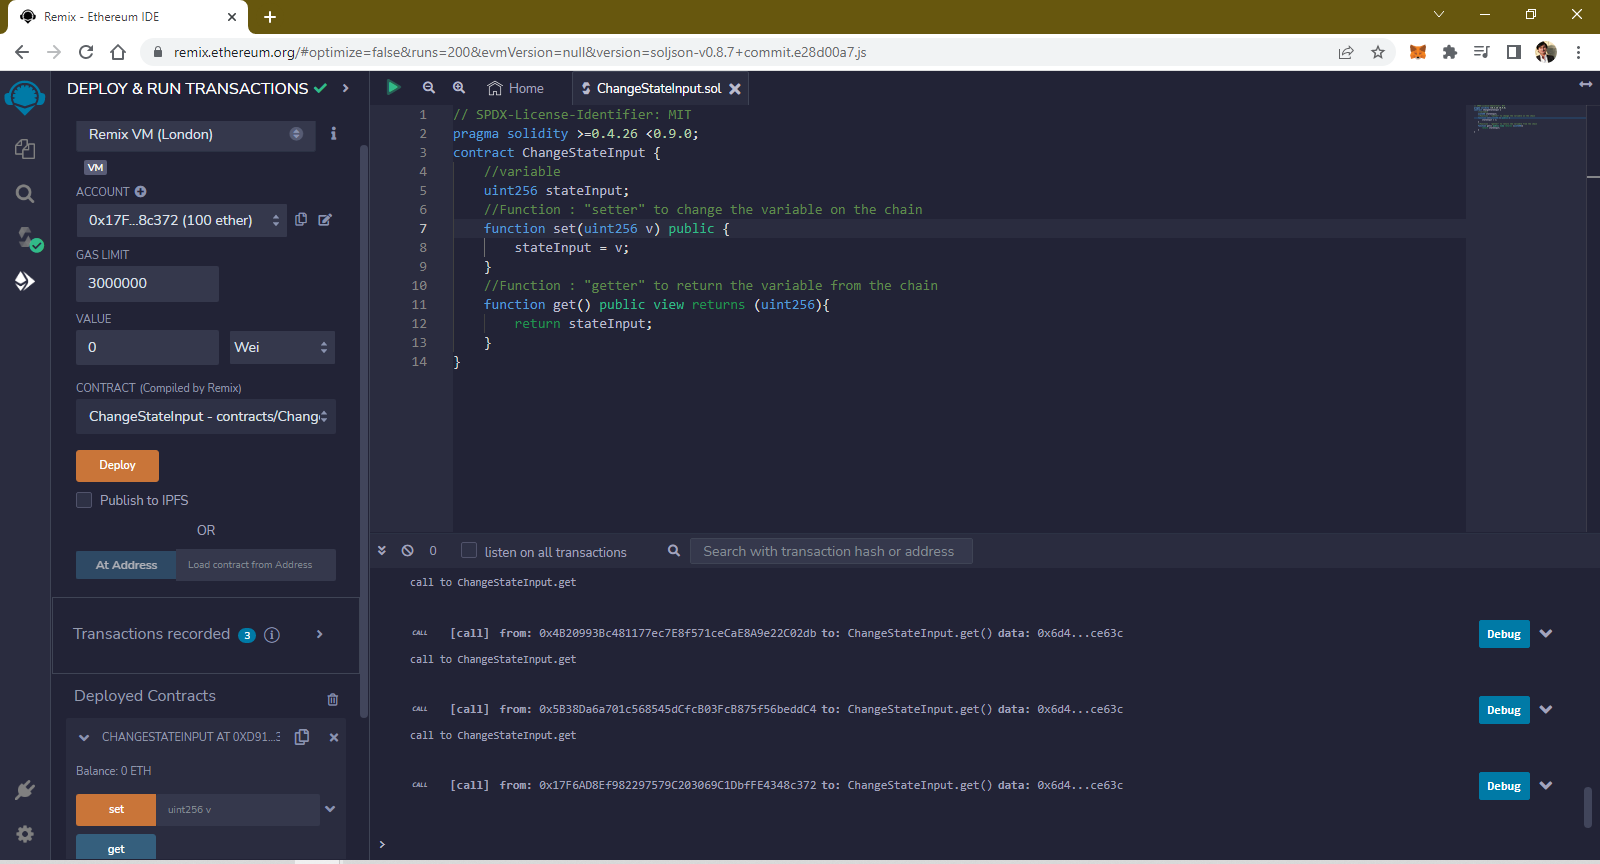 Remix - Ethereum IDE
remix.ethereum.org/#optimize=false&runs=200&evmVersion=null&version=soljson-v0.8.7+commit.e28d00a7.js
DEPLOY & RUN TRANSACTIONS
Remix VM (London)
VM
ACCOUNT
0x17F...8c372 (100 ether)
GAS LIMIT
3000000
VALUE
0
Wei
CONTRACT (Compiled by Remix)
ChangeStateInput - contracts/Chang
Deploy
Publish to IPFS
OR
At Address
Load contract from Address
Transactions recorded 3
Deployed Contracts
CHANGESTATEINPUT AT 0XD91...3
Balance: 0 ETH
set
uint256 v
get
Home
ChangeStateInput.sol
1 // SPDX-License-Identifier: MIT
2 pragma solidity >=0.4.26 <0.9.0;
3 contract ChangeStateInput {
4 //variable
5 uint256 stateInput;
6 //Function : "setter" to change the variable on the chain
7 function set(uint256 v) public {
8 stateInput = v;
9 }
10 //Function : "getter" to return the variable from the chain
11 function get() public view returns (uint256){
12 return stateInput;
13 }
14 }
0
listen on all transactions
Search with transaction hash or address
call to ChangeStateInput.get
CALL [call] from: 0x4B20993Bc481177ec7E8f571ceCaE8A9e22C02db to: ChangeStateInput.get() data: 0x6d4...ce63c
Debug
call to ChangeStateInput.get
CALL [call] from: 0x5B38Da6a701c568545dCfcB03FcB875f56beddC4 to: ChangeStateInput.get() data: 0x6d4...ce63c
Debug
call to ChangeStateInput.get
CALL [call] from: 0x17F6AD8Ef982297579C203069C1DbfFE4348c372 to: ChangeStateInput.get() data: 0x6d4...ce63c
Debug
>